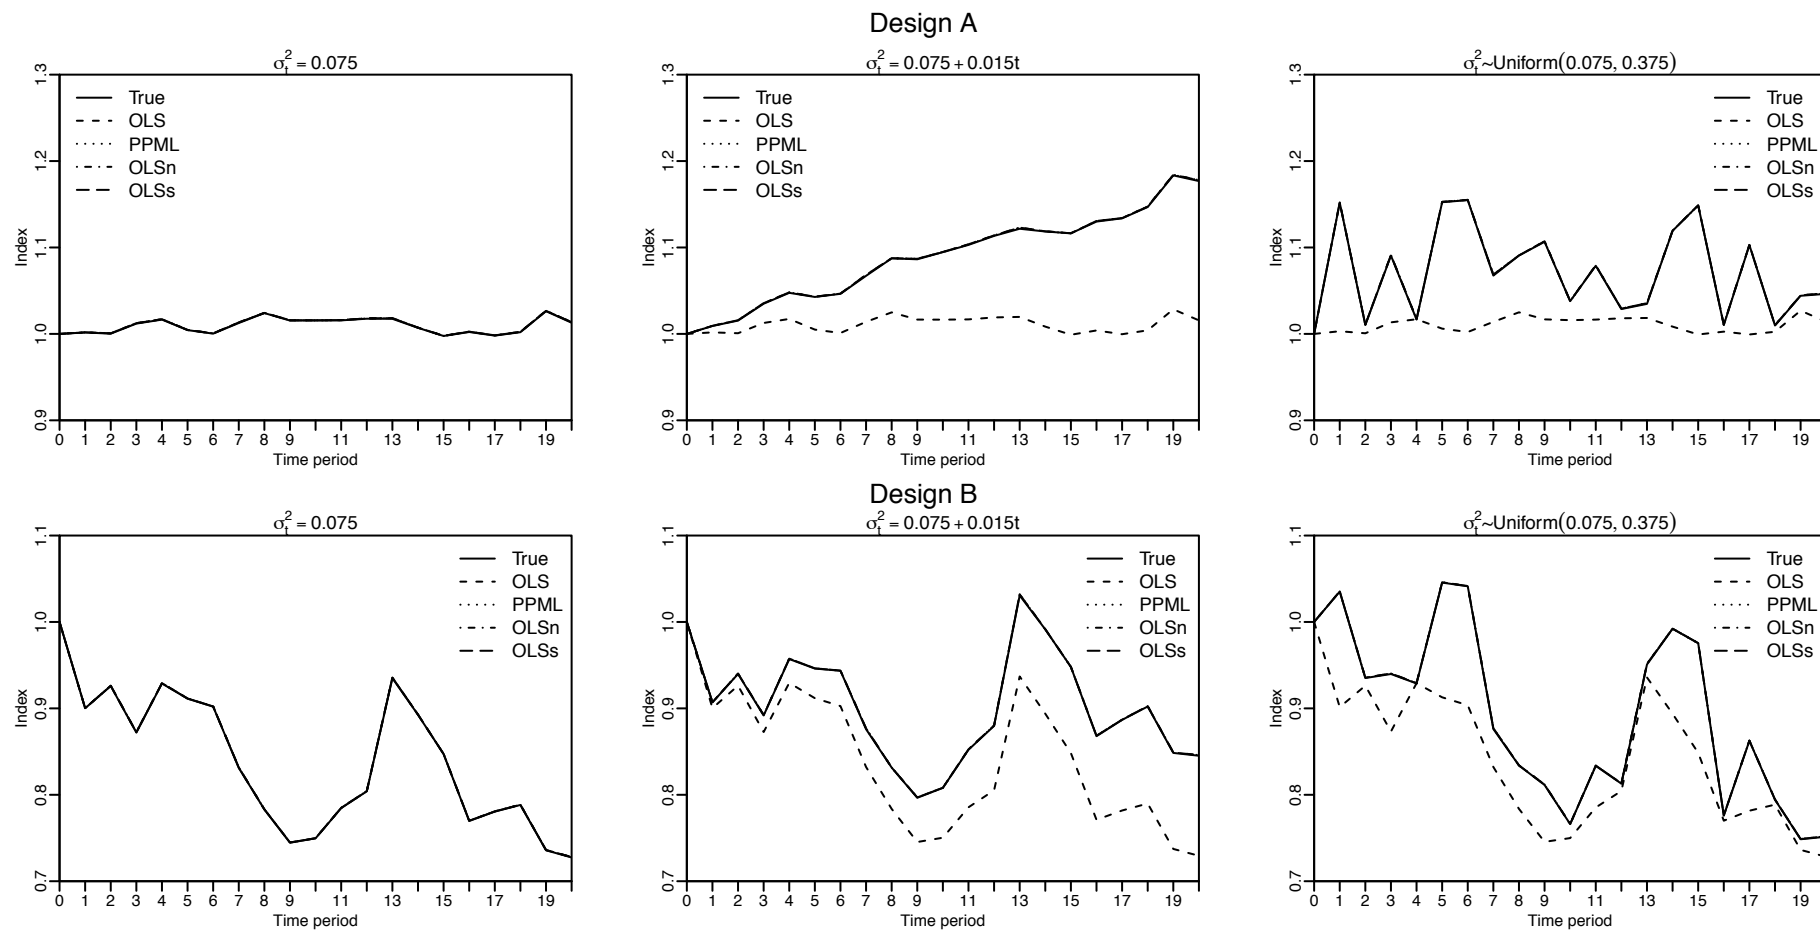 Design A
σ²ₜ = 0.075
1.3
1.2
1.1
1.0
0.9
Index
True
OLS
PPML
OLSn
OLSs
0 1 2 3 4 5 6 7 8 9 11 13 15 17 19
Time period
σ²ₜ = 0.075 + 0.015t
1.3
1.2
1.1
1.0
0.9
Index
True
OLS
PPML
OLSn
OLSs
0 1 2 3 4 5 6 7 8 9 11 13 15 17 19
Time period
σ²ₜ~Uniform(0.075, 0.375)
1.3
1.2
1.1
1.0
0.9
Index
True
OLS
PPML
OLSn
OLSs
0 1 2 3 4 5 6 7 8 9 11 13 15 17 19
Time period
Design B
σ²ₜ = 0.075
1.1
1.0
0.9
0.8
0.7
Index
True
OLS
PPML
OLSn
OLSs
0 1 2 3 4 5 6 7 8 9 11 13 15 17 19
Time period
σ²ₜ = 0.075 + 0.015t
1.1
1.0
0.9
0.8
0.7
Index
True
OLS
PPML
OLSn
OLSs
0 1 2 3 4 5 6 7 8 9 11 13 15 17 19
Time period
σ²ₜ~Uniform(0.075, 0.375)
1.1
1.0
0.9
0.8
0.7
Index
True
OLS
PPML
OLSn
OLSs
0 1 2 3 4 5 6 7 8 9 11 13 15 17 19
Time period